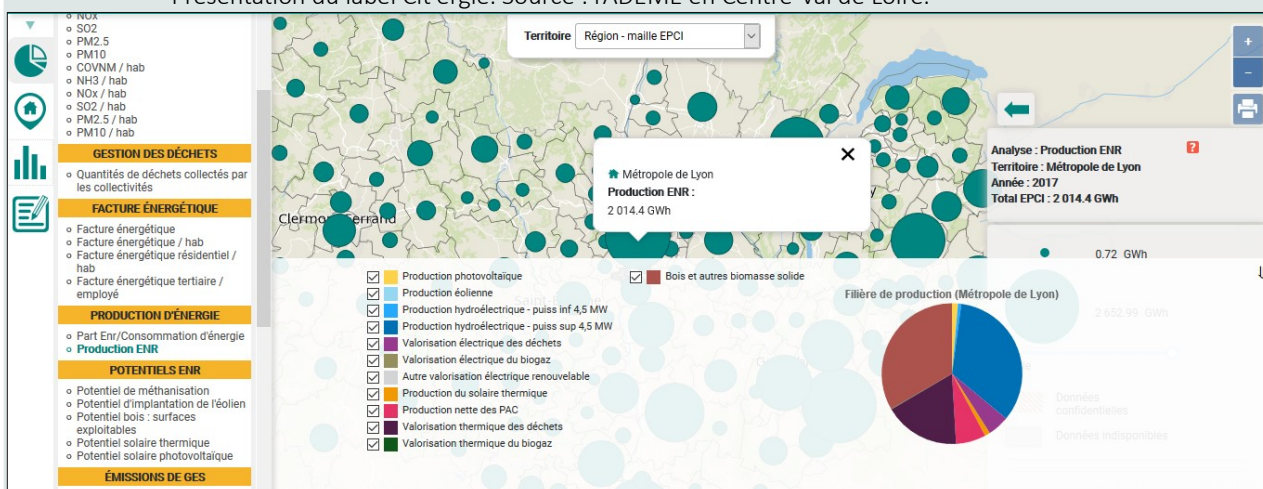 Présentation du label Cit'ergie. Source : l'ADEME en Centre-Val de Loire.
NOx
SO2
PM2.5
PM10
COVNM / hab
NH3 / hab
NOx / hab
SO2 / hab
PM2.5 / hab
PM10 / hab
GESTION DES DÉCHETS
Quantités de déchets collectés par
les collectivités
FACTURE ÉNERGÉTIQUE
Facture énergétique
Facture énergétique / hab
Facture énergétique résidentiel /
hab
Facture énergétique tertiaire /
employé
PRODUCTION D'ÉNERGIE
Part Enr/Consommation d'énergie
Production ENR
POTENTIELS ENR
Potentiel de méthanisation
Potentiel d'implantation de l'éolien
Potentiel bois : surfaces
exploitables
Potentiel solaire thermique
Potentiel solaire photovoltaïque
ÉMISSIONS DE GES
Territoire Région - maille EPCI
Métropole de Lyon
Production ENR :
2 014.4 GWh
Saint-Étienne
+
-
Analyse : Production ENR ?
Territoire : Métropole de Lyon
Année : 2017
Total EPCI : 2 014.4 GWh
0.72 GWh
2 652.99 GWh
Données
confidentielles
Données indisponibles
Production photovoltaïque
Production éolienne
Production hydroélectrique - puiss inf 4,5 MW
Production hydroélectrique - puiss sup 4,5 MW
Valorisation électrique des déchets
Valorisation électrique du biogaz
Autre valorisation électrique renouvelable
Production du solaire thermique
Production nette des PAC
Valorisation thermique des déchets
Valorisation thermique du biogaz
Bois et autres biomasse solide
Filière de production (Métropole de Lyon)